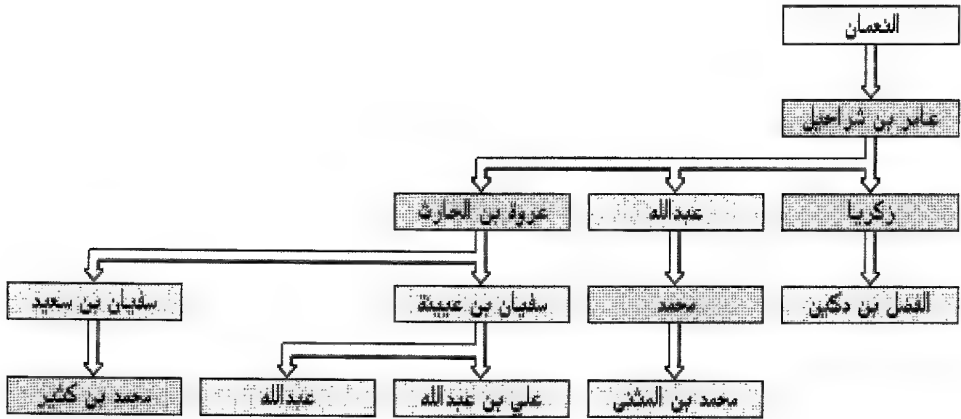 النعمان
عامر بن شراحيل
زكريا
عبدالله
عروة بن الحارث
الفضل بن دكين
محمد
سفيان بن عيينة
سفيان بن سعيد
محمد بن المثنى
علي بن عبدالله
عبدالله
محمد بن كثير